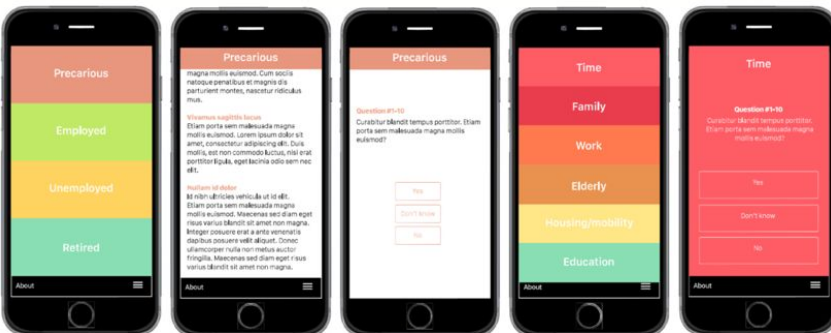 Precarious
Employed
Unemployed
Retired
About
Precarious
magna mollis euismod. Cum sociis
natoque penatibus et magnis dis
parturient montes, nascetur ridiculus
mus.
Vivamus sagittis lacus
Etiam porta sem malesuada magna
mollis euismod. Lorem ipsum dolor sit
amet, consectetur adipiscing elit. Duis
mollis, est non commodo luctus, nisi erat
porttitor ligula, eget lacinia odio sem nec
elit.
Nullam id dolor
Id nibh ultricies vehicula ut id elit.
Etiam porta sem malesuada magna
mollis euismod. Maecenas sed diam eget
risus varius blandit sit amet non magna.
Integer posuere erat a ante venenatis
dapibus posuere velit aliquet. Donec
ullamcorper nulla non metus auctor
fringilla. Maecenas sed diam eget risus
varius blandit sit amet non magna.
About
Precarious
Question #1-10
Curabitur blandit tempus porttitor. Etiam
porta sem malesuada magna mollis
euismod?
Yes
Don't know
No
Time
Family
Work
Elderly
Housing/mobility
Education
About
Time
Question #1-10
Curabitur blandit tempus porttitor.
Etiam porta sem malesuada magna
mollis euismod?
Yes
Don't know
No
About